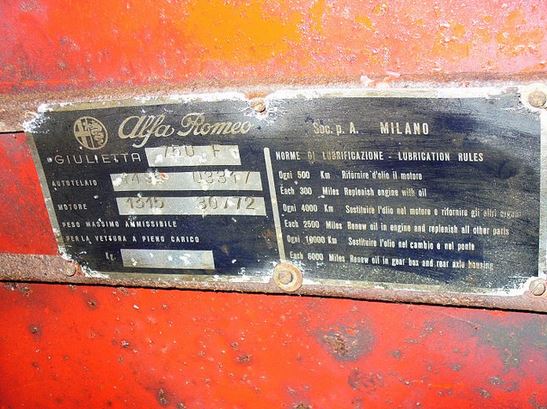 Alfa Romeo Soc. p. A. MILANO
GIULIETTA 750 F
AUTOTELAIO
MOTORE 1315 30772
PESO MASSIMO AMMISSIBILE
PER LA VETTURA A PIENO CARICO
Kg.
NORME DI LUBRIFICAZIONE - LUBRICATION RULES
Ogni 500 Km Rifornire d'olio il motore
Each 300 Miles Replenish engine with oil
Ogni 4000 Km Sostituire l'olio nel motore e rifornire gli altri organi
Each 2500 Miles Renew oil in engine and replenish all other parts
Ogni 10000 Km Sostituire l'olio nel cambio e nel ponte
Each 6000 Miles Renew oil in gear box and rear axle housing